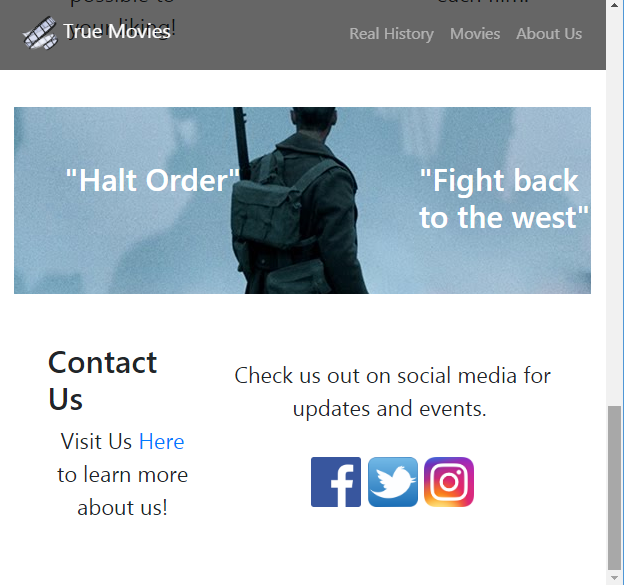 possible to
each film.
your liking!
True Movies
Real History Movies About Us
"Halt Order"
"Fight back
to the west"
Contact
Us
Visit Us Here
to learn more
about us!
Check us out on social media for
updates and events.